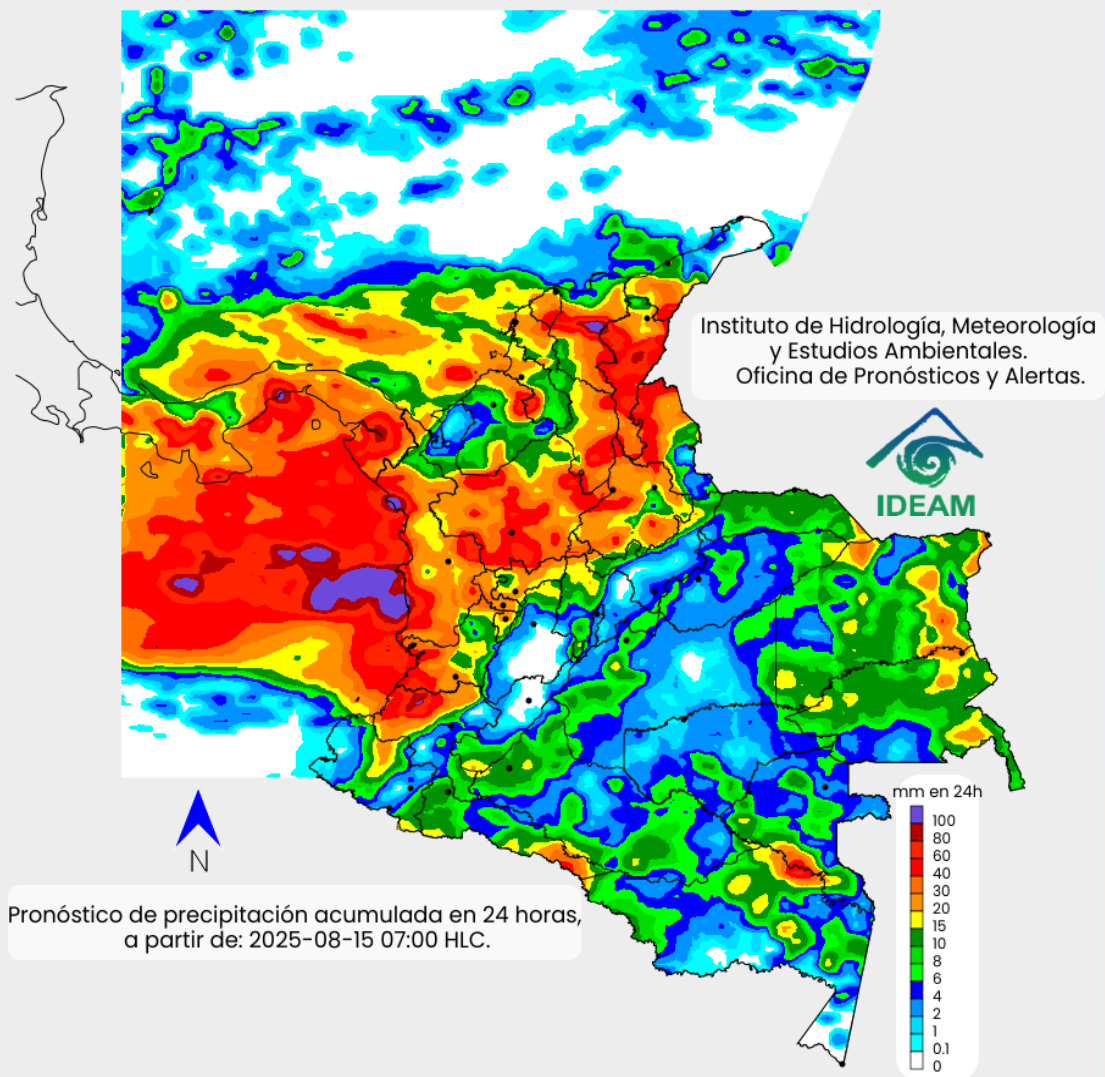 Instituto de Hidrología, Meteorología
y Estudios Ambientales.
Oficina de Pronósticos y Alertas.
IDEAM
mm en 24h
100
80
60
40
30
20
15
10
8
6
4
2
1
0.1
0
N
Pronóstico de precipitación acumulada en 24 horas,
a partir de: 2025-08-15 07:00 HLC.